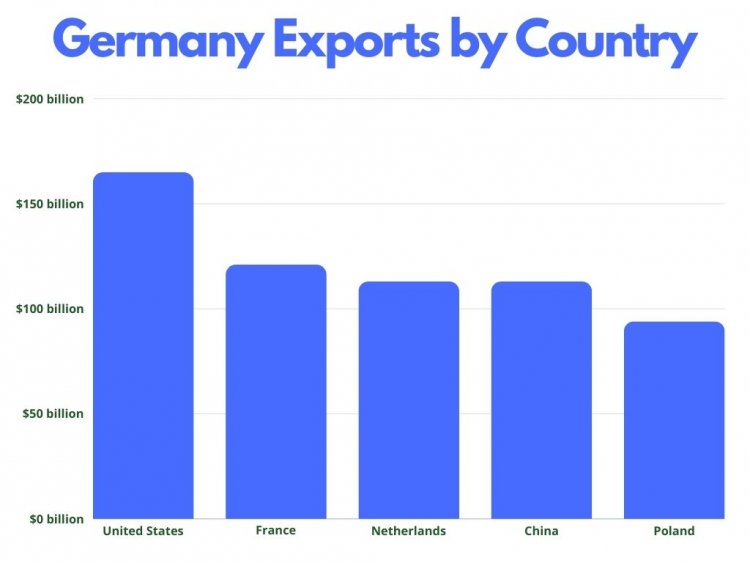 Germany Exports by Country
$200 billion
$150 billion
$100 billion
$50 billion
$0 billion
United States France Netherlands China Poland